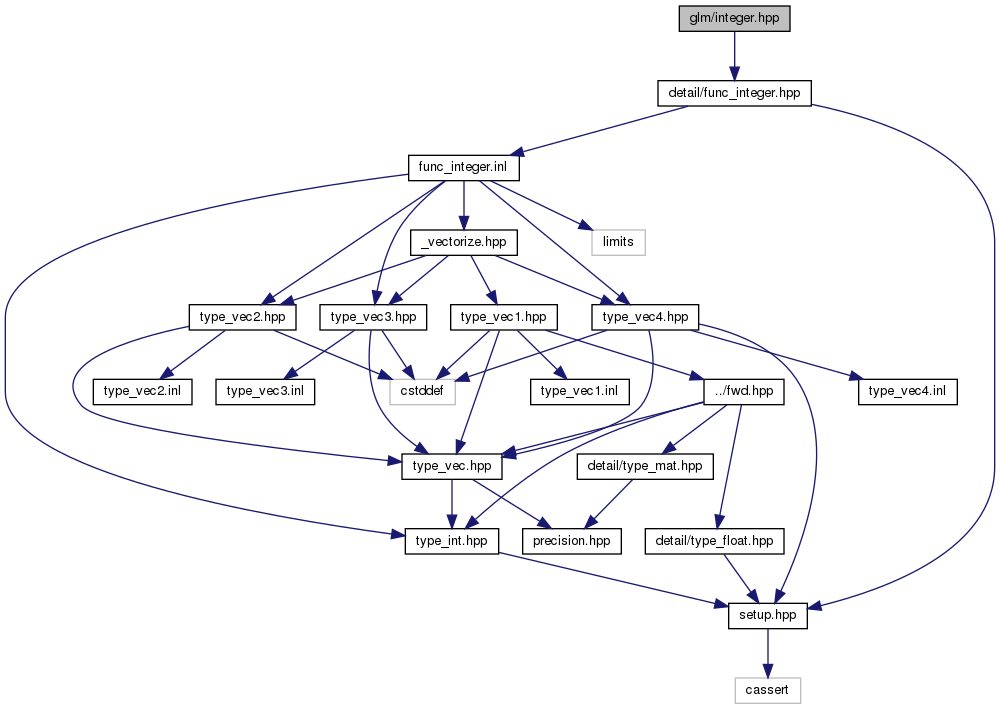 glm/integer.hpp
detail/func_integer.hpp
func_integer.inl
_vectorize.hpp
limits
type_vec2.hpp
type_vec3.hpp
type_vec1.hpp
type_vec4.hpp
type_vec2.inl
type_vec3.inl
cstddef
type_vec1.inl
../fwd.hpp
type_vec4.inl
type_vec.hpp
detail/type_mat.hpp
type_int.hpp
precision.hpp
detail/type_float.hpp
setup.hpp
cassert